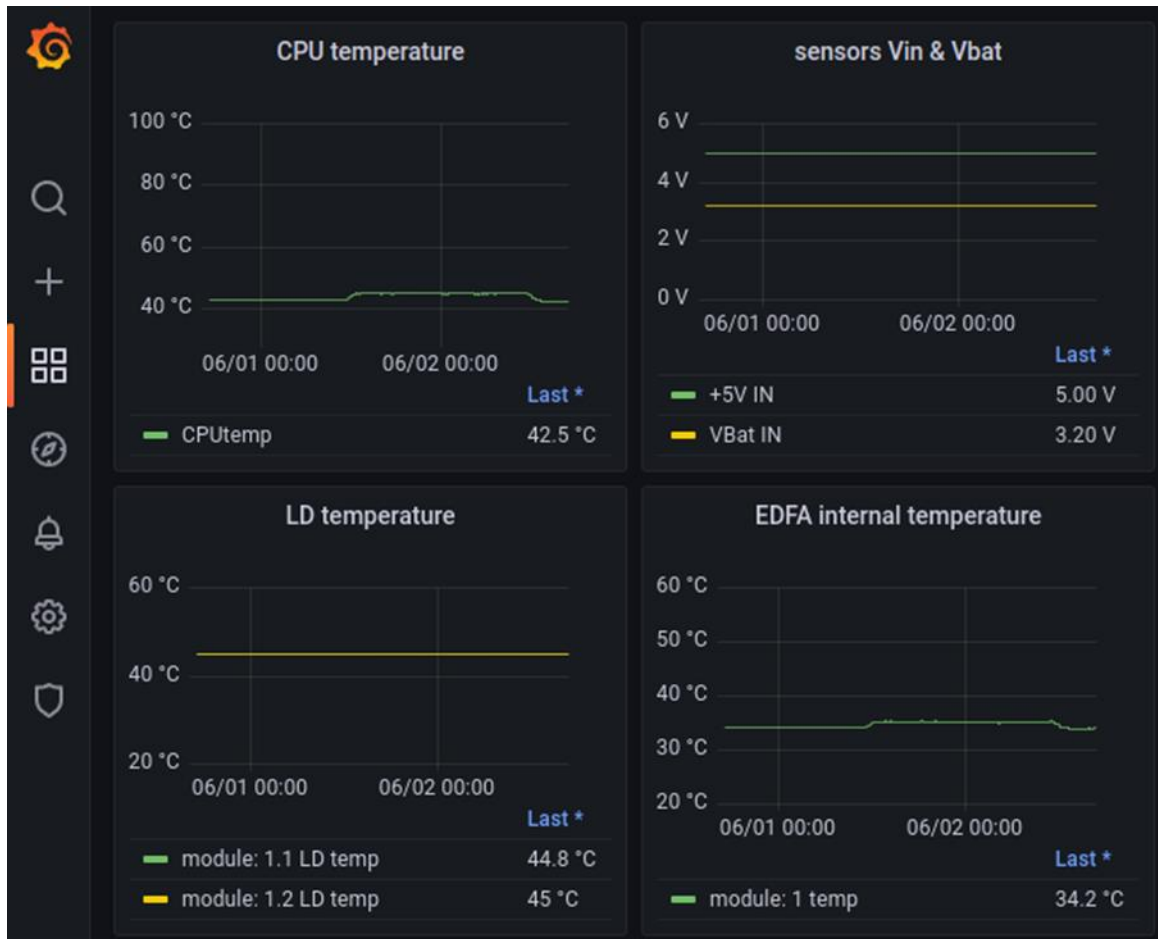 CPU temperature
100 °C
80 °C
60 °C
40 °C
06/01 00:00 06/02 00:00
Last *
CPUtemp 42.5 °C
sensors Vin & Vbat
6 V
4 V
2 V
0 V
06/01 00:00 06/02 00:00
Last *
+5V IN 5.00 V
VBat IN 3.20 V
LD temperature
60 °C
40 °C
20 °C
06/01 00:00 06/02 00:00
Last *
module: 1.1 LD temp 44.8 °C
module: 1.2 LD temp 45 °C
EDFA internal temperature
60 °C
50 °C
40 °C
30 °C
20 °C
06/01 00:00 06/02 00:00
Last *
module: 1 temp 34.2 °C